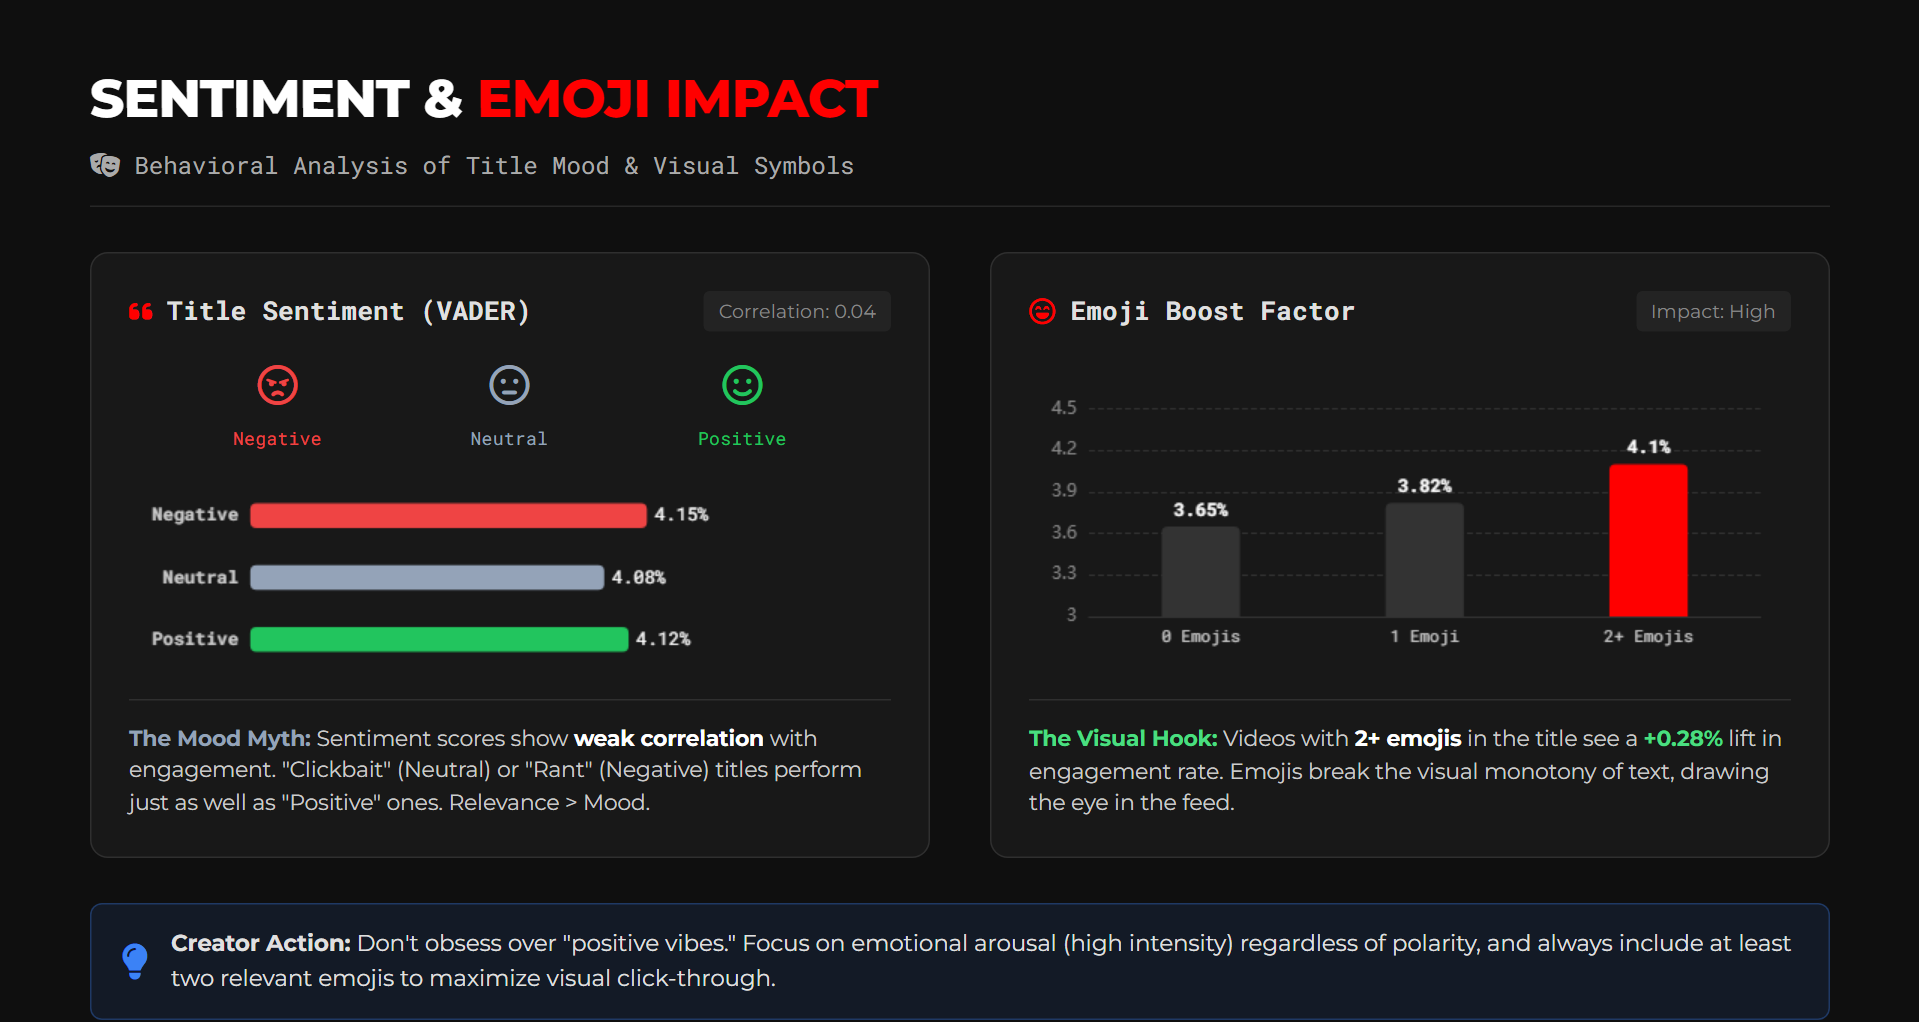 SENTIMENT & EMOJI IMPACT
Behavioral Analysis of Title Mood & Visual Symbols
Title Sentiment (VADER)
Correlation: 0.04
Negative
Neutral
Positive
Negative 4.15%
Neutral 4.08%
Positive 4.12%
The Mood Myth: Sentiment scores show weak correlation with
engagement. "Clickbait" (Neutral) or "Rant" (Negative) titles perform
just as well as "Positive" ones. Relevance > Mood.
Emoji Boost Factor
Impact: High
4.5
4.2
3.9
3.6
3.3
3
3.65%
3.82%
4.1%
0 Emojis
1 Emoji
2+ Emojis
The Visual Hook: Videos with 2+ emojis in the title see a +0.28% lift in
engagement rate. Emojis break the visual monotony of text, drawing
the eye in the feed.
Creator Action: Don't obsess over "positive vibes." Focus on emotional arousal (high intensity) regardless of polarity, and always include at least
two relevant emojis to maximize visual click-through.